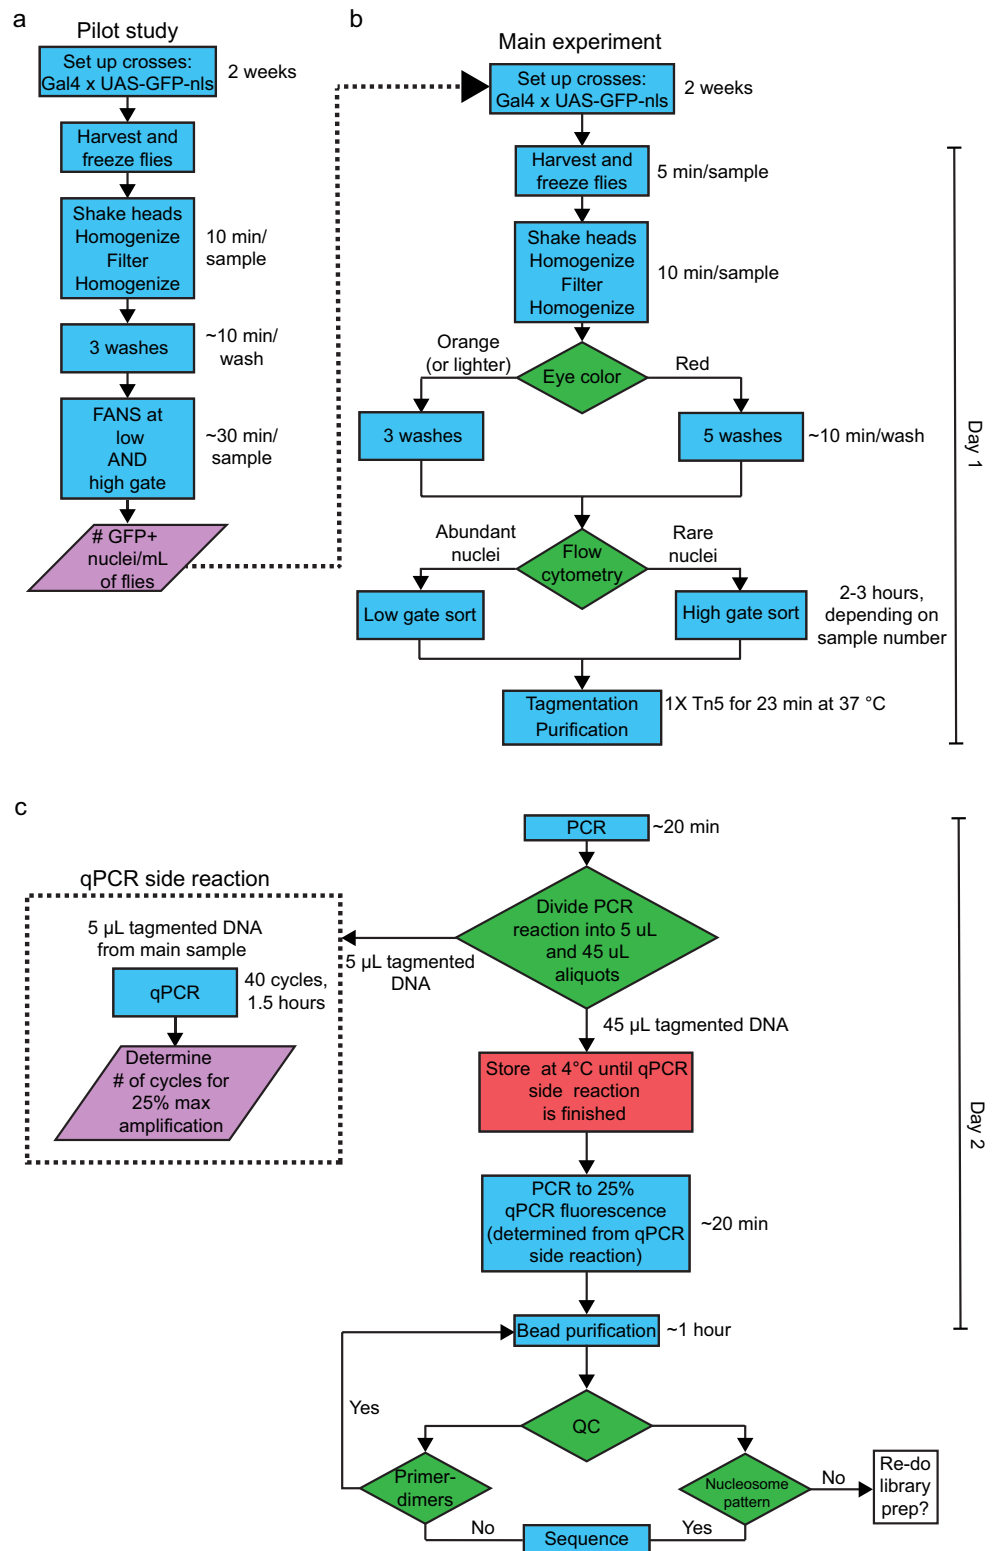 a
Pilot study
Set up crosses:
Gal4 x UAS-GFP-nls
2 weeks
Harvest and
freeze flies
Shake heads
Homogenize
Filter
Homogenize
10 min/
sample
3 washes
~10 min/
wash
FANS at
low
AND
high gate
~30 min/
sample
# GFP+
nuclei/mL
of flies
b
Main experiment
Set up crosses:
Gal4 x UAS-GFP-nls
2 weeks
Harvest and
freeze flies
5 min/sample
Shake heads
Homogenize
Filter
Homogenize
10 min/sample
Orange
(or lighter)
Eye color
Red
3 washes
5 washes
~10 min/wash
Abundant
nuclei
Flow
cytometry
Rare
nuclei
Low gate sort
High gate sort
2-3 hours,
depending on
sample number
Tagmentation
Purification
1X Tn5 for 23 min at 37 °C
Day 1
c
PCR
~20 min
Divide PCR
reaction into 5 uL
and 45 uL
aliquots
5 µL tagmented
DNA
qPCR side reaction
5 µL tagmented DNA
from main sample
qPCR
40 cycles,
1.5 hours
Determine
# of cycles for
25% max
amplification
45 µL tagmented DNA
Store at 4°C until qPCR
side reaction
is finished
PCR to 25%
qPCR fluorescence
(determined from qPCR
side reaction)
~20 min
Bead purification
~1 hour
Day 2
QC
Yes
Primer-
dimers
Nucleosome
pattern
No
Re-do
library
prep?
No
Sequence
Yes